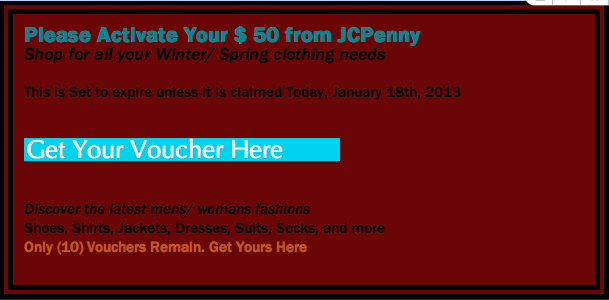 Please Activate Your $ 50 from JCPenny
Shop for all your Winter/ Spring clothing needs
This is Set to expire unless it is claimed Today, January 18th, 2013
Get Your Voucher Here
Discover the latest mens/ womans fashions
Shoes, Shirts, Jackets, Dresses, Suits, Socks, and more
Only (10) Vouchers Remain. Get Yours Here